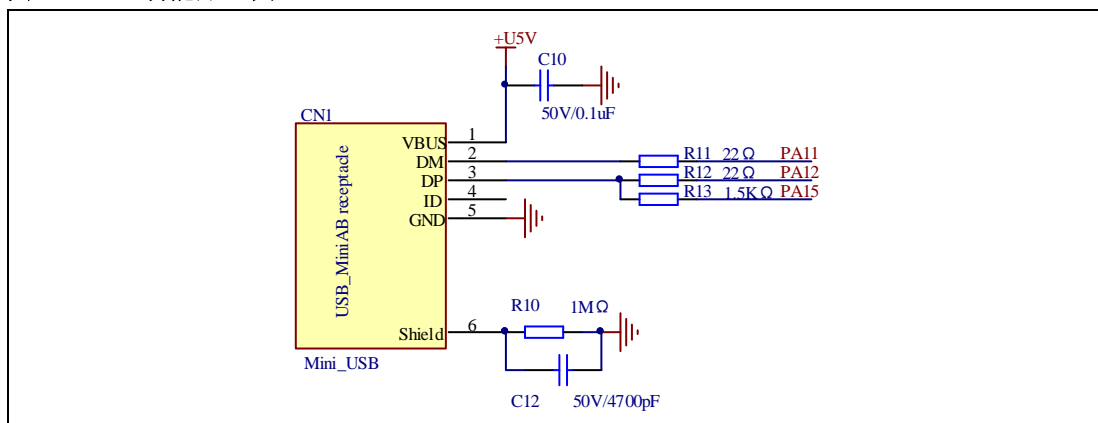 +U5V
C10
50V/0.1uF
CN1
VBUS 1
DM 2
DP 3
ID 4
GND 5
USB_MiniAB receptacle
R11 22Ω PA11
R12 22Ω PA12
R13 1.5KΩ PA15
Shield 6
R10 1MΩ
Mini_USB
C12 50V/4700pF